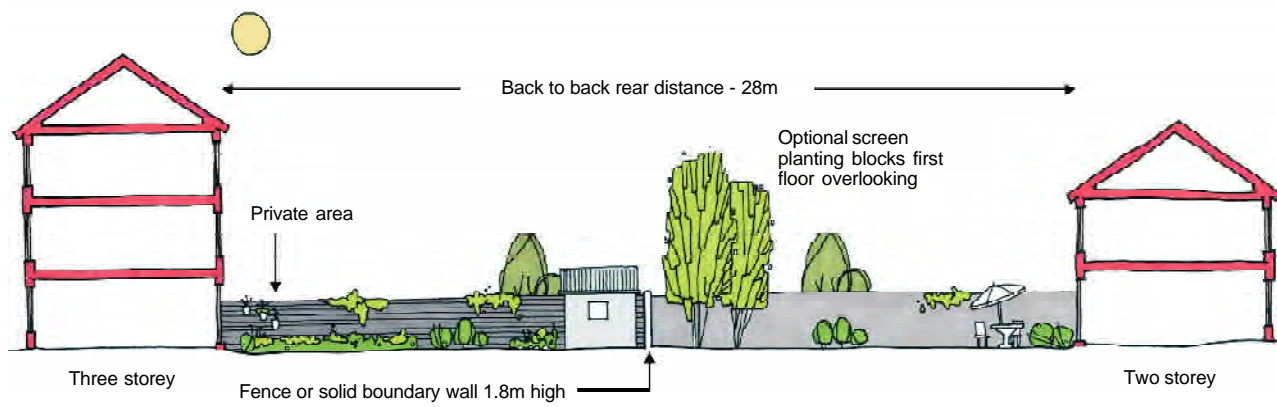 Back to back rear distance - 28m
Optional screen
planting blocks first
floor overlooking
Private area
Three storey
Fence or solid boundary wall 1.8m high
Two storey